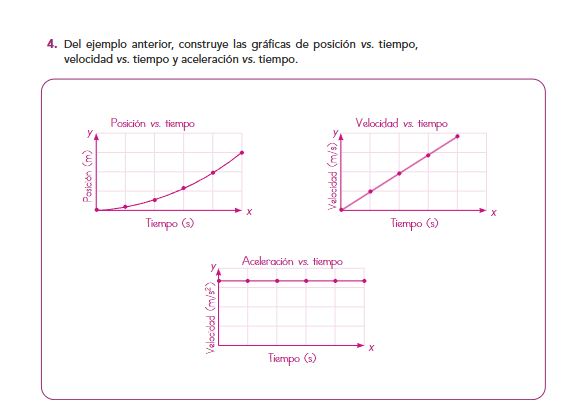 4. Del ejemplo anterior, construye las gráficas de posición vs. tiempo,
velocidad vs. tiempo y aceleración vs. tiempo.
Posición vs. tiempo
y
Posición (m)
x
Tiempo (s)
Velocidad vs. tiempo
y
Velocidad (m/s)
x
Tiempo (s)
Aceleración vs. tiempo
y
Velocidad (m/s²)
x
Tiempo (s)